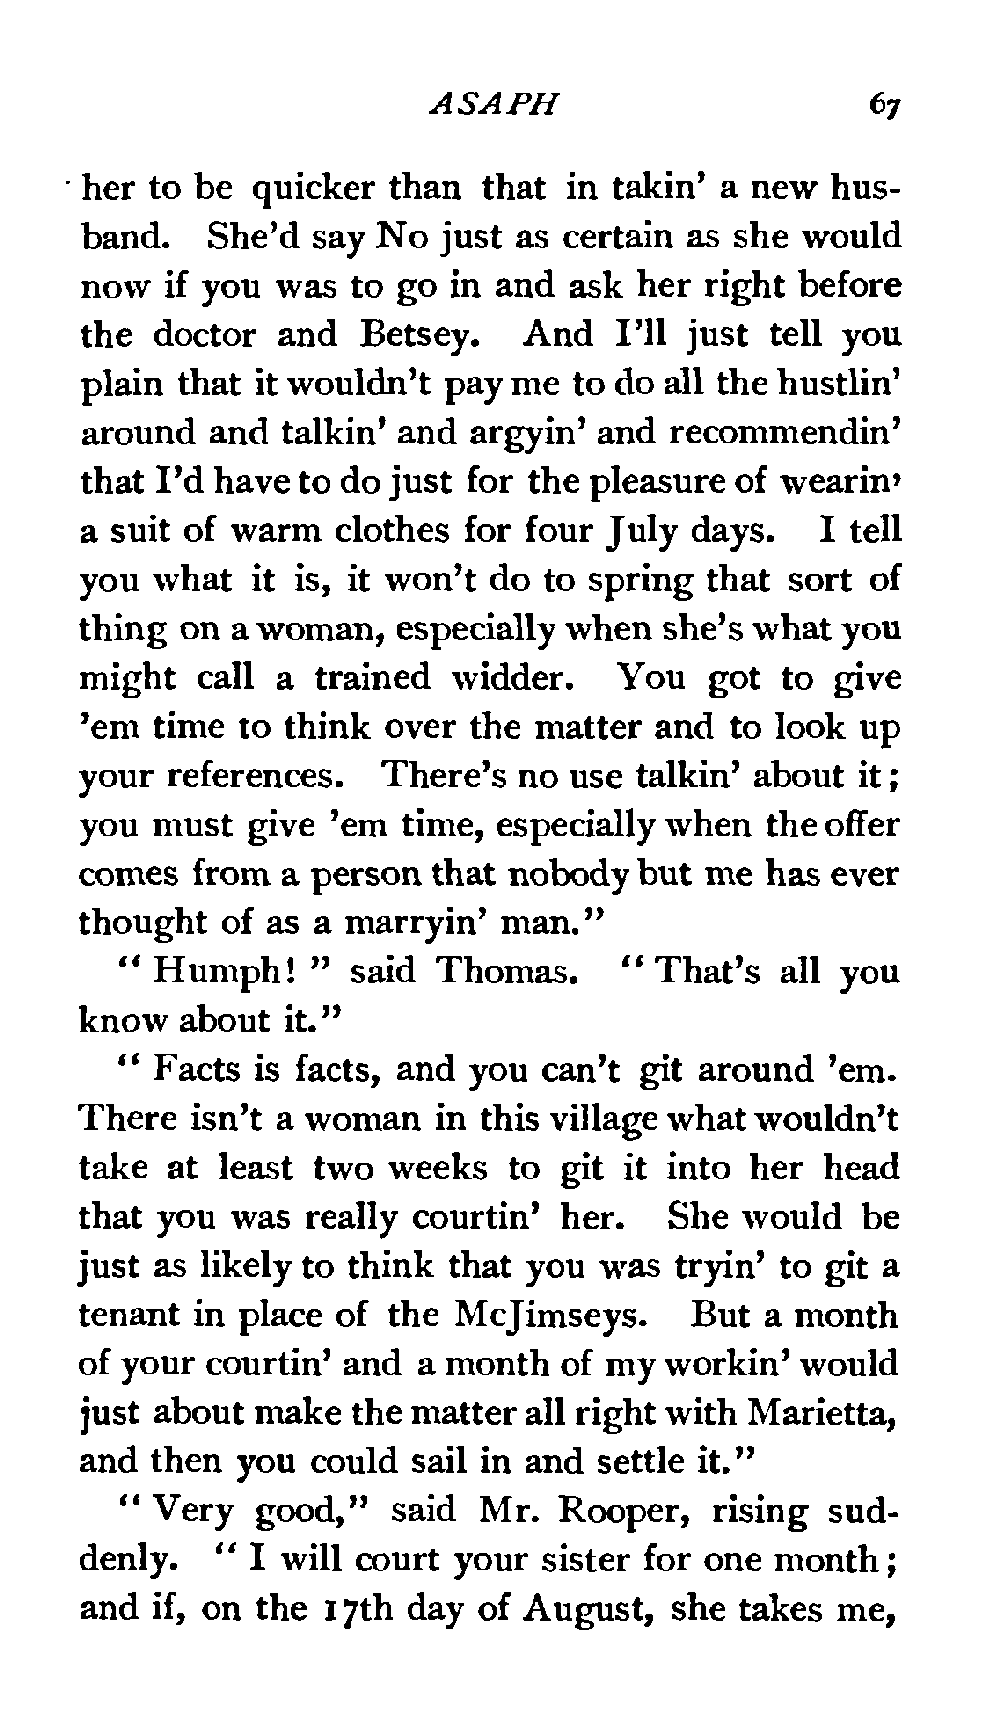 ASAPH 67
her to be quicker than that in takin' a new hus-
band. She'd say No just as certain as she would
now if you was to go in and ask her right before
the doctor and Betsey. And I'll just tell you
plain that it wouldn't pay me to do all the hustlin'
around and talkin' and argyin' and recommendin'
that I'd have to do just for the pleasure of wearin'
a suit of warm clothes for four July days. I tell
you what it is, it won't do to spring that sort of
thing on a woman, especially when she's what you
might call a trained widder. You got to give
'em time to think over the matter and to look up
your references. There's no use talkin' about it;
you must give 'em time, especially when the offer
comes from a person that nobody but me has ever
thought of as a marryin' man."
"Humph!" said Thomas. "That's all you
know about it."
"Facts is facts, and you can't git around 'em.
There isn't a woman in this village what wouldn't
take at least two weeks to git it into her head
that you was really courtin' her. She would be
just as likely to think that you was tryin' to git a
tenant in place of the McJimseys. But a month
of your courtin' and a month of my workin' would
just about make the matter all right with Marietta,
and then you could sail in and settle it."
"Very good," said Mr. Rooper, rising sud-
denly. "I will court your sister for one month;
and if, on the 17th day of August, she takes me,